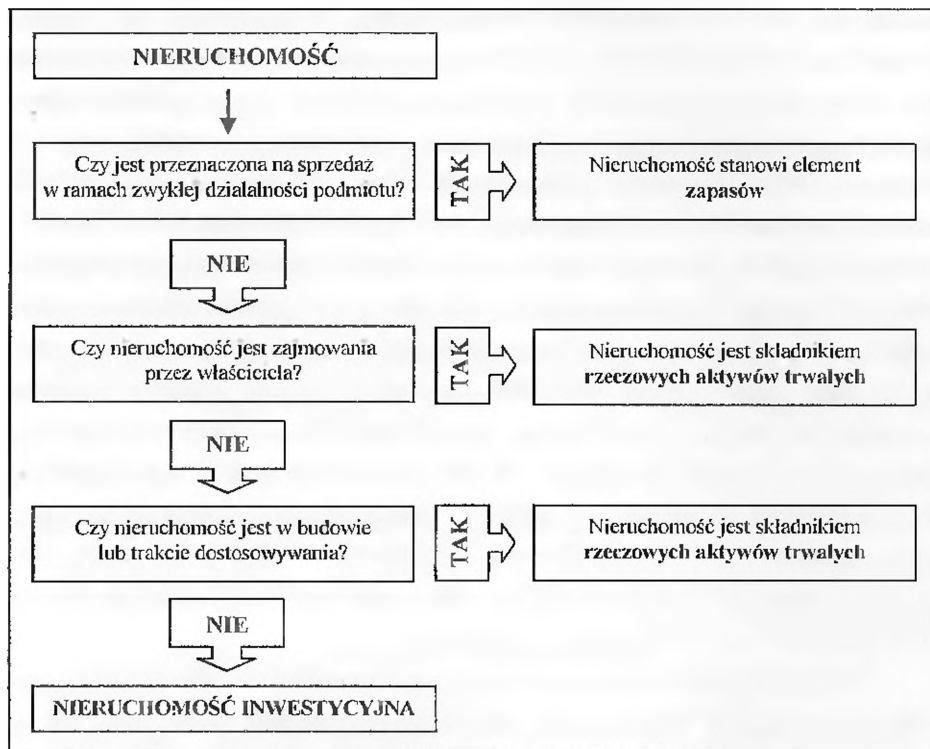 NIERUCHOMOŚĆ
Czy jest przeznaczona na sprzedaż
w ramach zwykłej działalności podmiotu?
TAK
Nieruchomość stanowi element
zapasów
NIE
Czy nieruchomość jest zajmowania
przez właściciela?
TAK
Nieruchomość jest składnikiem
rzeczowych aktywów trwałych
NIE
Czy nieruchomość jest w budowie
lub trakcie dostosowywania?
TAK
Nieruchomość jest składnikiem
rzeczowych aktywów trwałych
NIE
NIERUCHOMOŚĆ INWESTYCYJNA